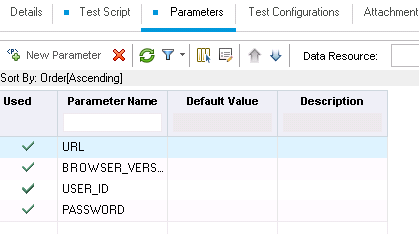 Details Test Script Parameters Test Configurations Attachment
New Parameter Data Resource:
Sort By: Order[Ascending]
Used Parameter Name Default Value Description
URL
BROWSER_VERS...
USER_ID
PASSWORD